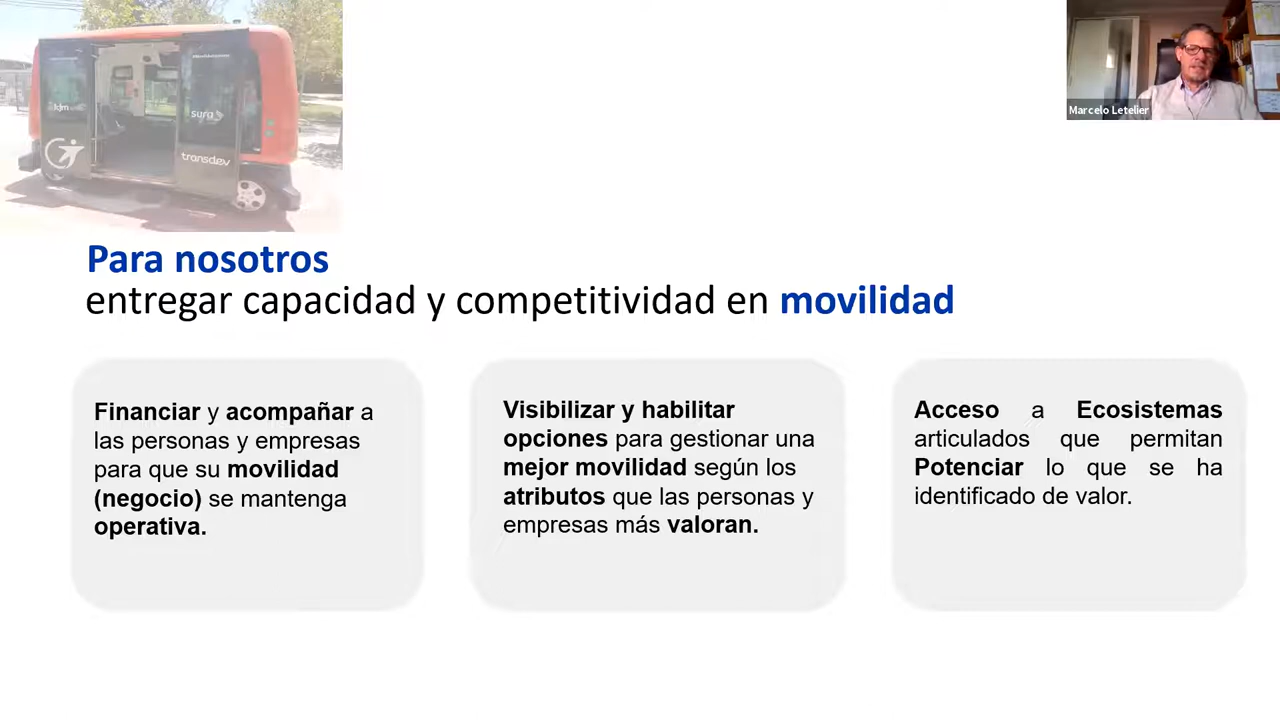 sura
transdev
Marcelo Letelier
Para nosotros
entregar capacidad y competitividad en movilidad
Financiar y acompañar a
las personas y empresas
para que su movilidad
(negocio) se mantenga
operativa.
Visibilizar y habilitar
opciones para gestionar una
mejor movilidad según los
atributos que las personas y
empresas más valoran.
Acceso a Ecosistemas
articulados que permitan
Potenciar lo que se ha
identificado de valor.